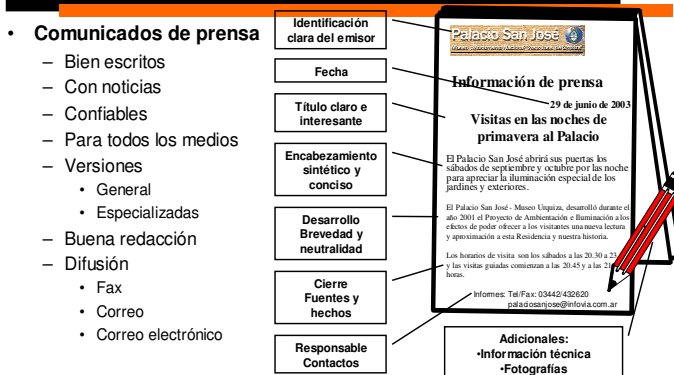 • Comunicados de prensa
– Bien escritos
– Con noticias
– Confiables
– Para todos los medios
– Versiones
• General
• Especializadas
– Buena redacción
– Difusión
• Fax
• Correo
• Correo electrónico
Identificación
clara del emisor
Fecha
Título claro e
interesante
Encabezamiento
sintético y
conciso
Desarrollo
Brevedad y
neutralidad
Cierre
Fuentes y
hechos
Responsable
Contactos
Palacio San José
Información de prensa
29 de junio de 2003
Visitas en las noches de
primavera al Palacio
El Palacio San José abrirá sus puertas los
sábados de septiembre y octubre por las noche
para apreciar la iluminación especial de los
jardines y exteriores.
El Palacio San José - Museo Urquiza, desarrolló durante el
año 2001 el Proyecto de Ambientación e Iluminación a los
efectos de poder ofrecer a los visitantes una nueva lectura
y aproximación a esta Residencia y nuestra historia.
Los horarios de visita son los sábados a las 20.30 a
y las visitas guiadas comienzan a las 20.45 y a las
horas.
Informes: Tel/Fax: 03442/432620
palaciosanjose@infovia.com.ar
Adicionales:
•Información técnica
•Fotografías